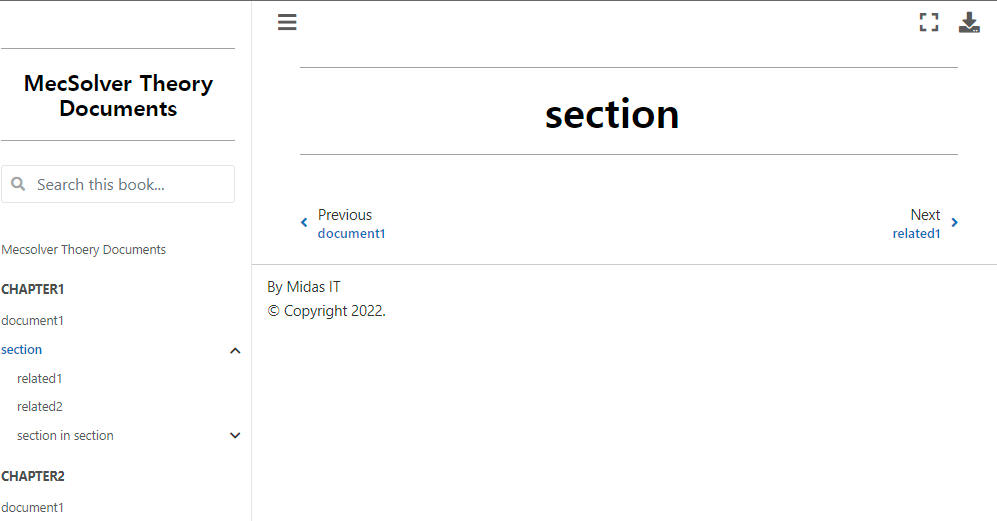 MecSolver Theory
Documents
Search this book...
Mecsolver Thoery Documents
CHAPTER1
document1
section
related1
related2
section in section
CHAPTER2
document1
section
Previous
document1
Next
related1
By Midas IT
© Copyright 2022.